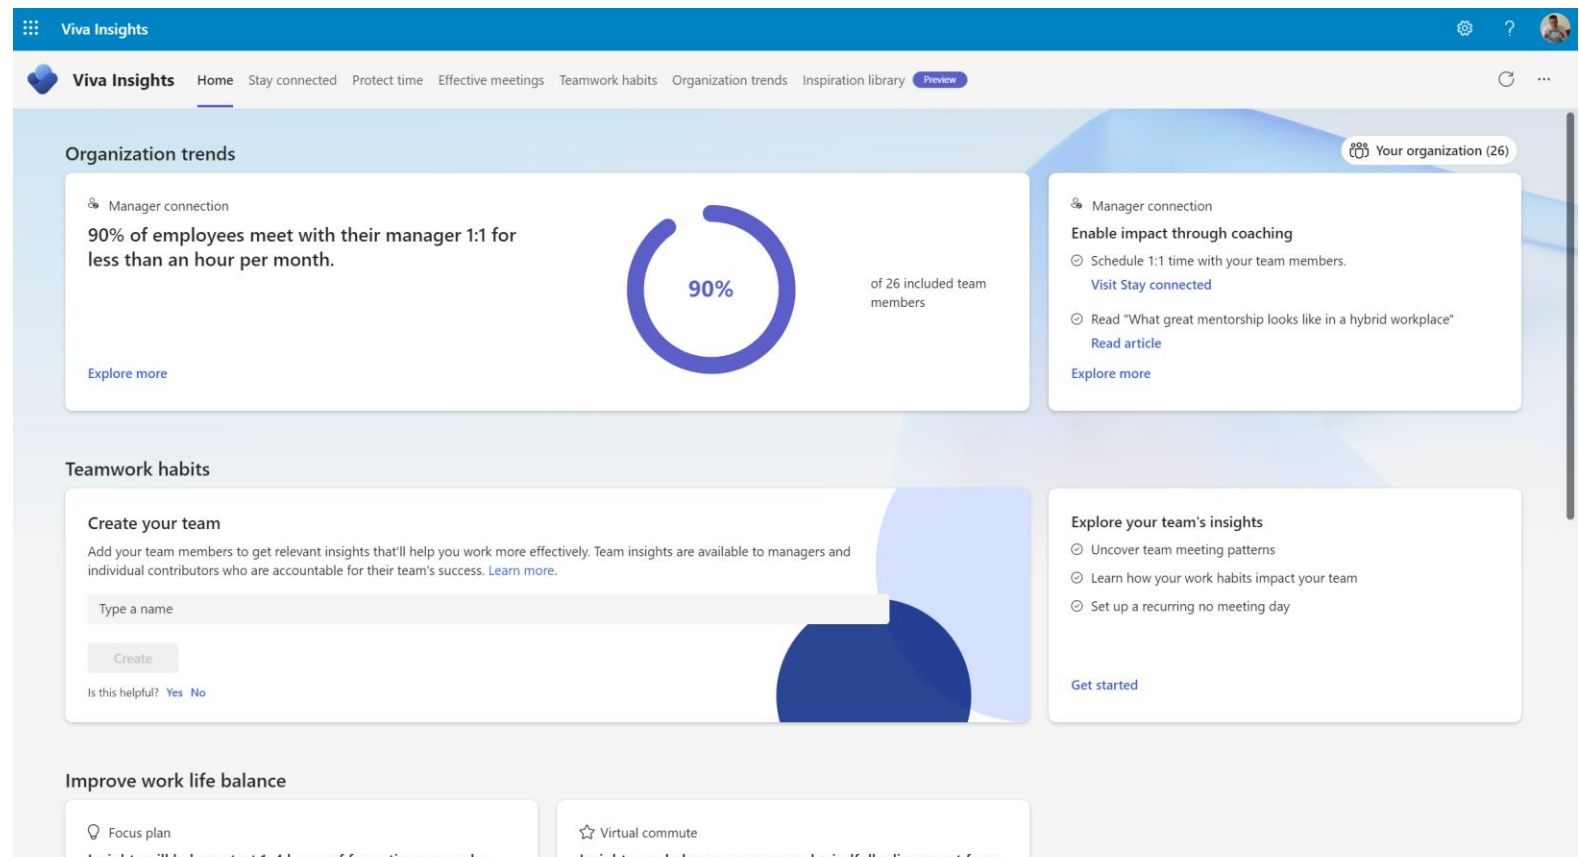 Viva Insights
?
Viva Insights Home Stay connected Protect time Effective meetings Teamwork habits Organization trends Inspiration library Preview
Organization trends
Your organization (26)
Manager connection
90% of employees meet with their manager 1:1 for
less than an hour per month.
90%
of 26 included team
members
Explore more
Manager connection
Enable impact through coaching
Schedule 1:1 time with your team members.
Visit Stay connected
Read "What great mentorship looks like in a hybrid workplace"
Read article
Explore more
Teamwork habits
Create your team
Add your team members to get relevant insights that'll help you work more effectively. Team insights are available to managers and
individual contributors who are accountable for their team's success. Learn more.
Type a name
Create
Is this helpful? Yes No
Explore your team's insights
Uncover team meeting patterns
Learn how your work habits impact your team
Set up a recurring no meeting day
Get started
Improve work life balance
Focus plan
Virtual commute